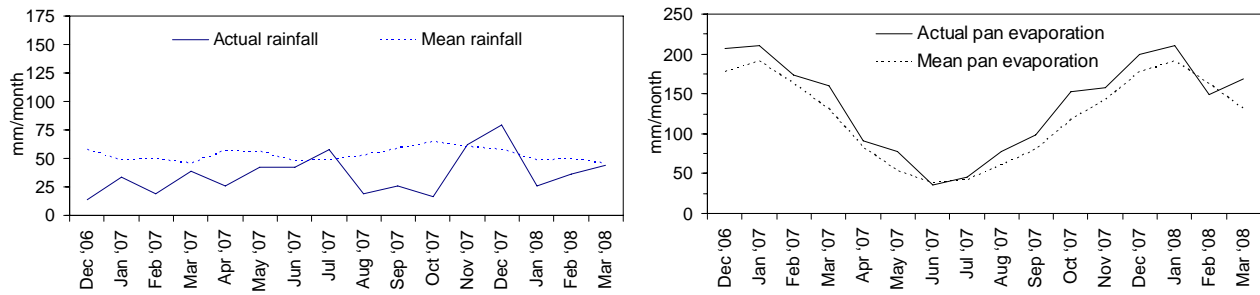 175
150
125
100
75
50
25
0
mm/month
Actual rainfall
Mean rainfall
Dec ‘06
Jan ‘07
Feb ‘07
Mar ‘07
Apr ‘07
May ‘07
Jun ‘07
Jul ‘07
Aug ‘07
Sep ‘07
Oct ‘07
Nov ‘07
Dec ‘07
Jan ‘08
Feb ‘08
Mar ‘08
250
200
150
100
50
0
mm/month
Actual pan evaporation
Mean pan evaporation
Dec ‘06
Jan ‘07
Feb ‘07
Mar ‘07
Apr ‘07
May ‘07
Jun ‘07
Jul ‘07
Aug ‘07
Sep ‘07
Oct ‘07
Nov ‘07
Dec ‘07
Jan ‘08
Feb ‘08
Mar ‘08